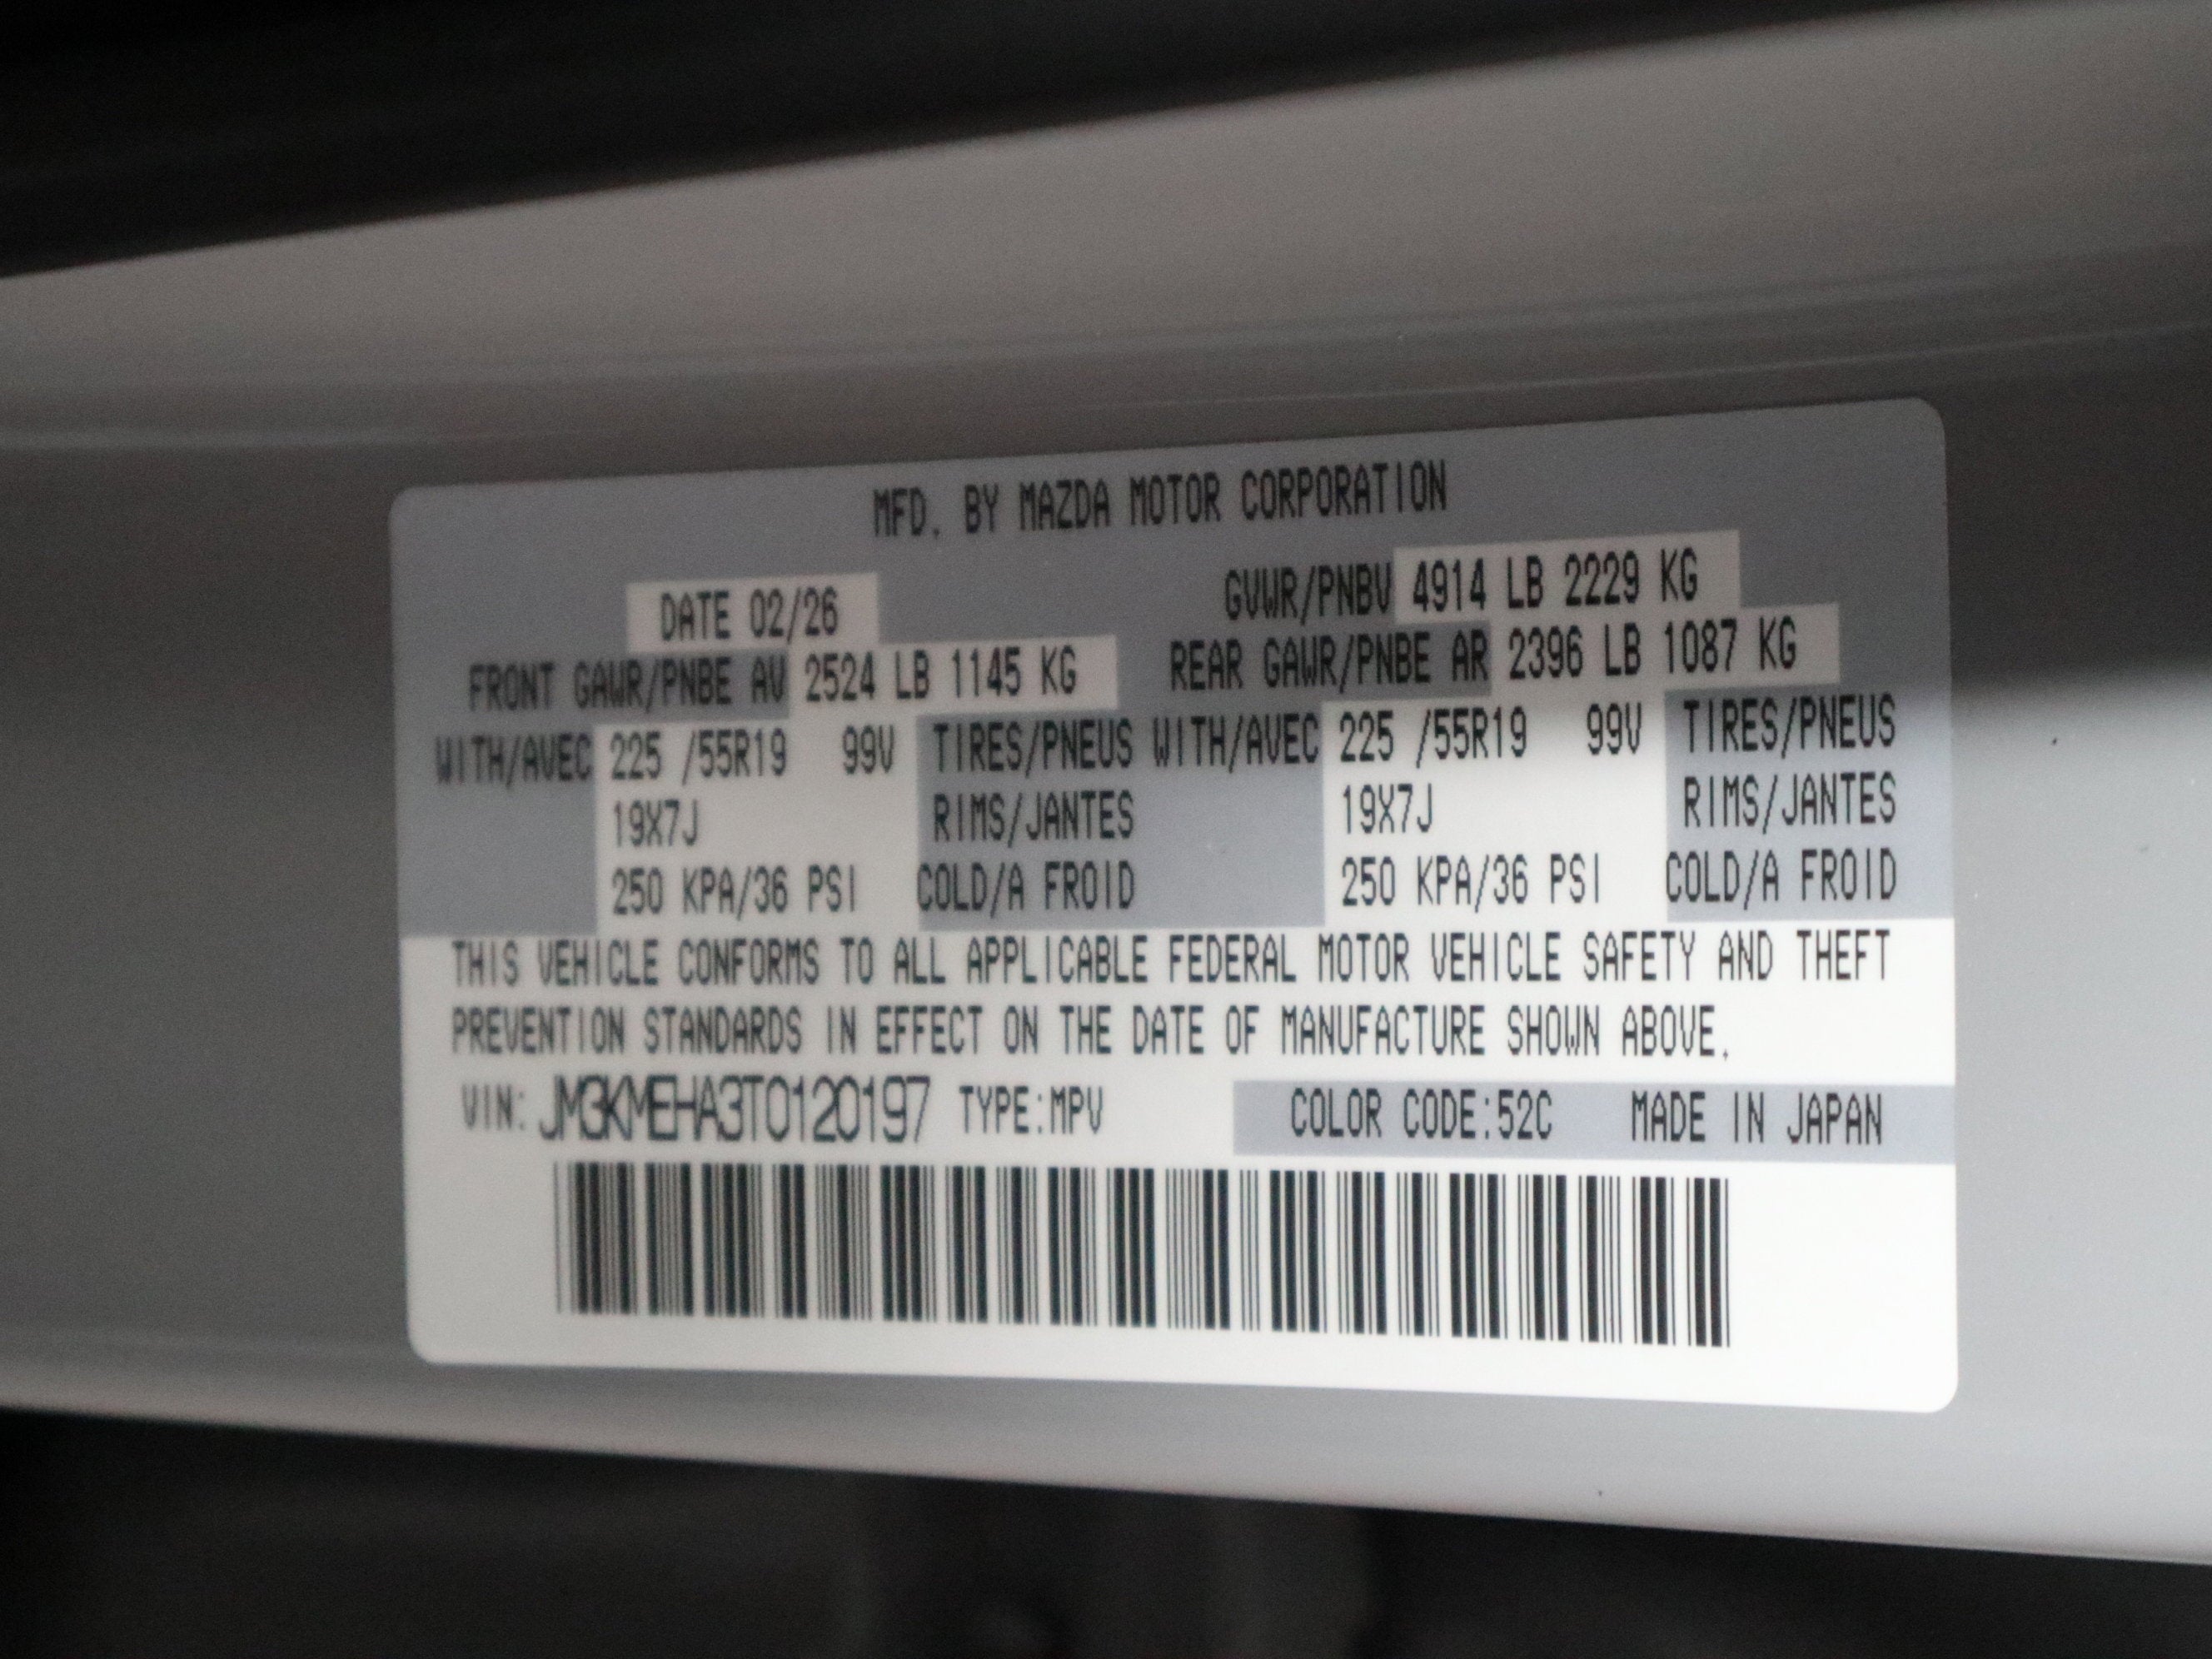 MFD. BY MAZDA MOTOR CORPORATION
DATE 02/26 GVWR/PNBV 4914 LB 2229 KG
FRONT GAWR/PNBE AV 2524 LB 1145 KG REAR GAWR/PNBE AR 2396 LB 1087 KG
WITH/AVEC 225 /55R19 99V TIRES/PNEUS WITH/AVEC 225 /55R19 99V TIRES/PNEUS
19X7J RIMS/JANTES 19X7J RIMS/JANTES
250 KPA/36 PSI COLD/A FROID 250 KPA/36 PSI COLD/A FROID
THIS VEHICLE CONFORMS TO ALL APPLICABLE FEDERAL MOTOR VEHICLE SAFETY AND THEFT
PREVENTION STANDARDS IN EFFECT ON THE DATE OF MANUFACTURE SHOWN ABOVE.
VIN: JM3KMEHA3T0120197 TYPE:MPV COLOR CODE:52C MADE IN JAPAN